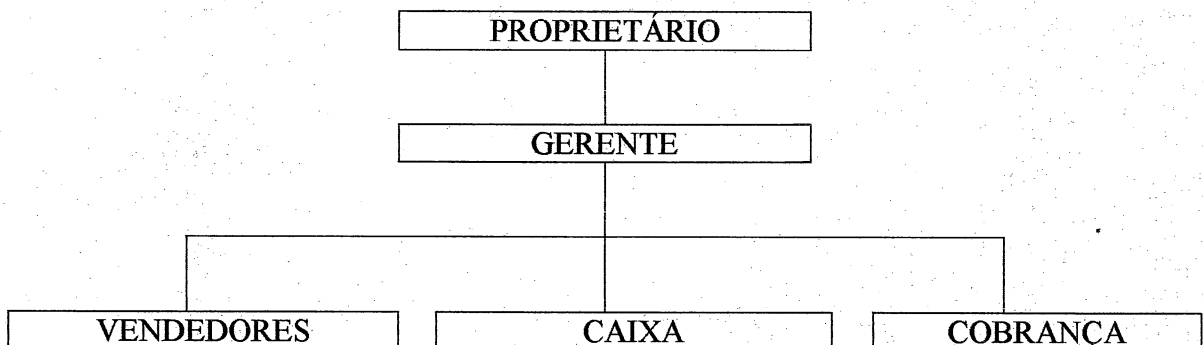 PROPRIETÁRIO
GERENTE
VENDEDORES
CAIXA
COBRANÇA